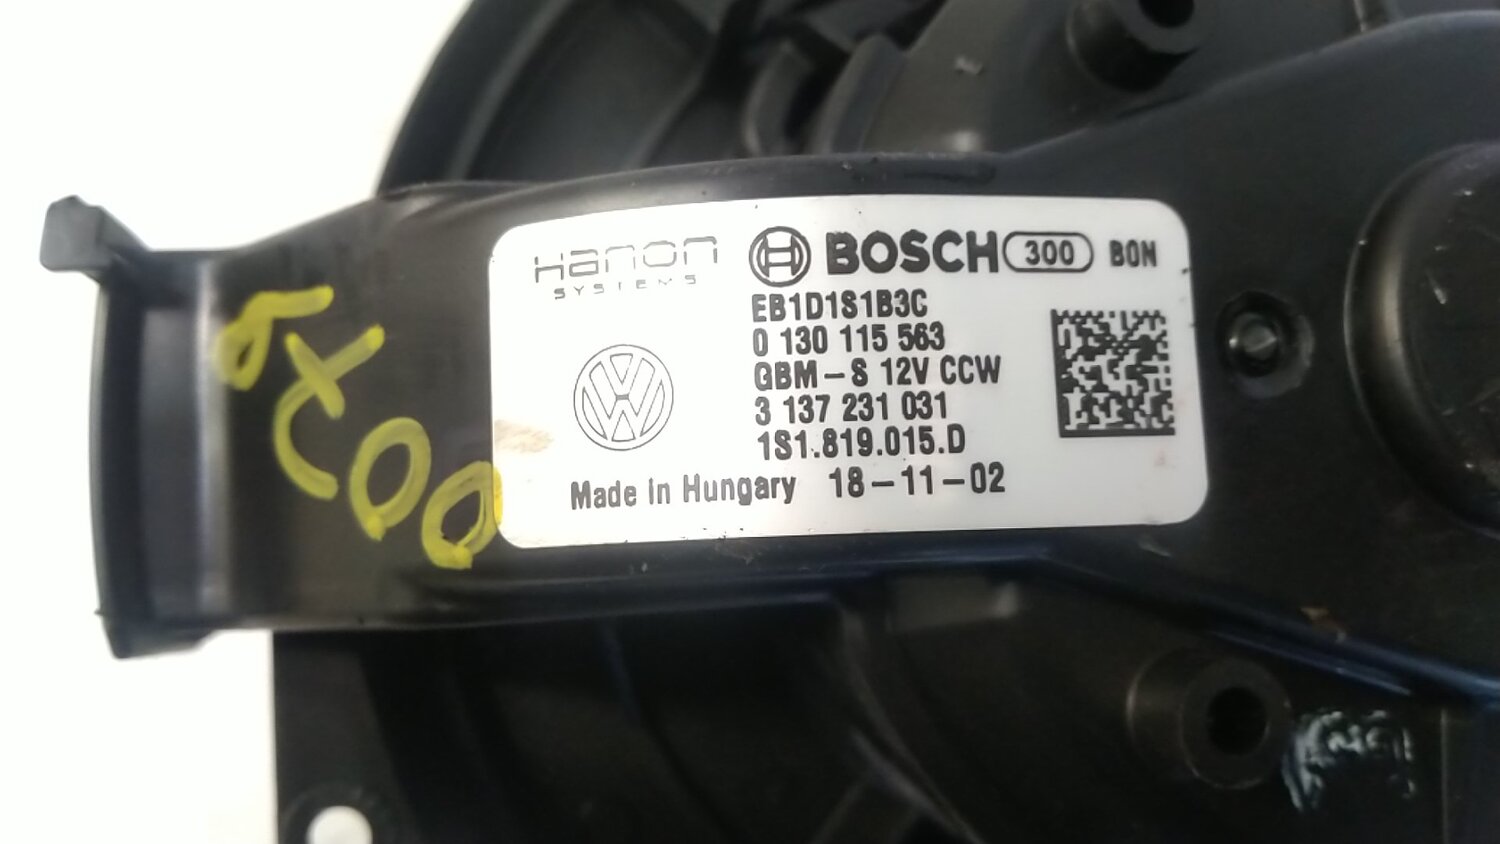 Hanon
SYSTEMS
BOSCH 300 BON
EB1D1S1B3C
0 130 115 563
GBM-S 12V CCW
3 137 231 031
1S1.819.015.D
Made in Hungary 18-11-02